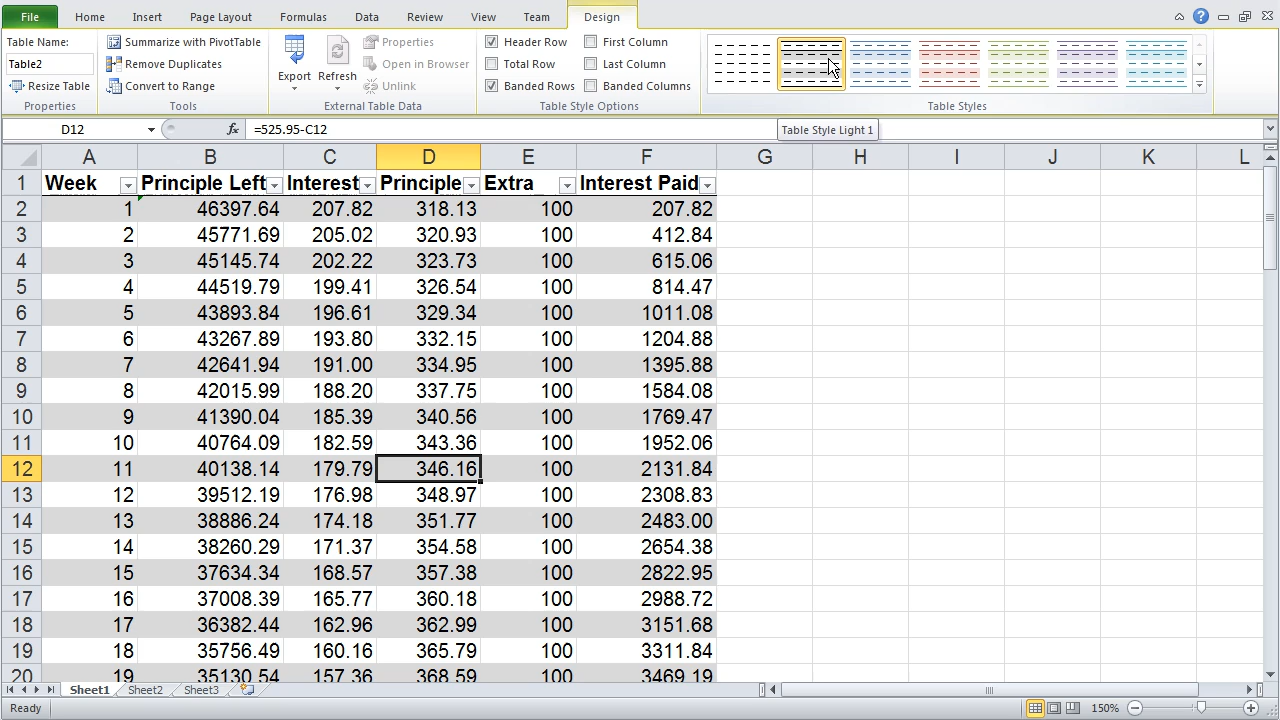 File Home Insert Page Layout Formulas Data Review View Team Design
Table Name:
Table2
Resize Table
Properties
Summarize with PivotTable
Remove Duplicates
Convert to Range
Tools
Export Refresh
Properties
Open in Browser
Unlink
External Table Data
Header Row First Column
Total Row Last Column
Banded Rows Banded Columns
Table Style Options
Table Styles
Table Style Light 1
D12 fx =525.95-C12
A B C D E F G H I J K L
1 Week Principle Left Interest Principle Extra Interest Paid
2 1 46397.64 207.82 318.13 100 207.82
3 2 45771.69 205.02 320.93 100 412.84
4 3 45145.74 202.22 323.73 100 615.06
5 4 44519.79 199.41 326.54 100 814.47
6 5 43893.84 196.61 329.34 100 1011.08
7 6 43267.89 193.80 332.15 100 1204.88
8 7 42641.94 191.00 334.95 100 1395.88
9 8 42015.99 188.20 337.75 100 1584.08
10 9 41390.04 185.39 340.56 100 1769.47
11 10 40764.09 182.59 343.36 100 1952.06
12 11 40138.14 179.79 346.16 100 2131.84
13 12 39512.19 176.98 348.97 100 2308.83
14 13 38886.24 174.18 351.77 100 2483.00
15 14 38260.29 171.37 354.58 100 2654.38
16 15 37634.34 168.57 357.38 100 2822.95
17 16 37008.39 165.77 360.18 100 2988.72
18 17 36382.44 162.96 362.99 100 3151.68
19 18 35756.49 160.16 365.79 100 3311.84
20 19 35130.54 157.36 368.59 100 3469.19
Sheet1 Sheet2 Sheet3
Ready 150%